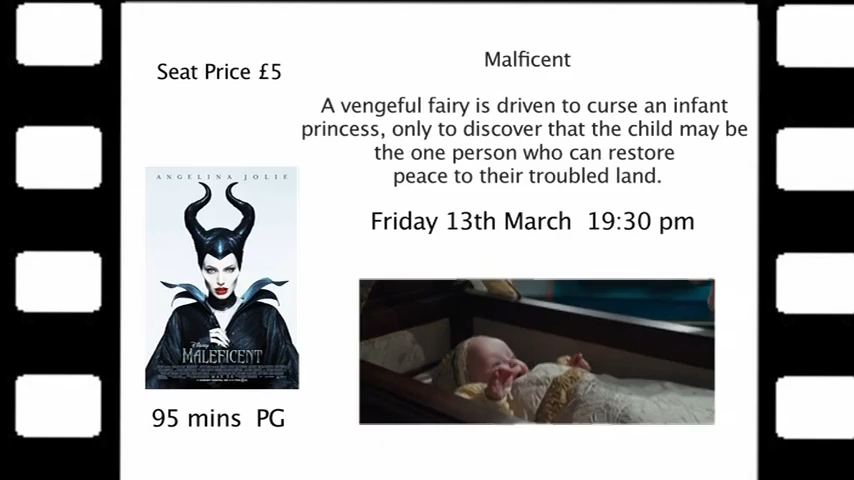 Seat Price £5
Malficent
A vengeful fairy is driven to curse an infant
princess, only to discover that the child may be
the one person who can restore
peace to their troubled land.
Friday 13th March 19:30 pm
ANGELINA JOLIE
Disney
MALEFICENT
95 mins PG